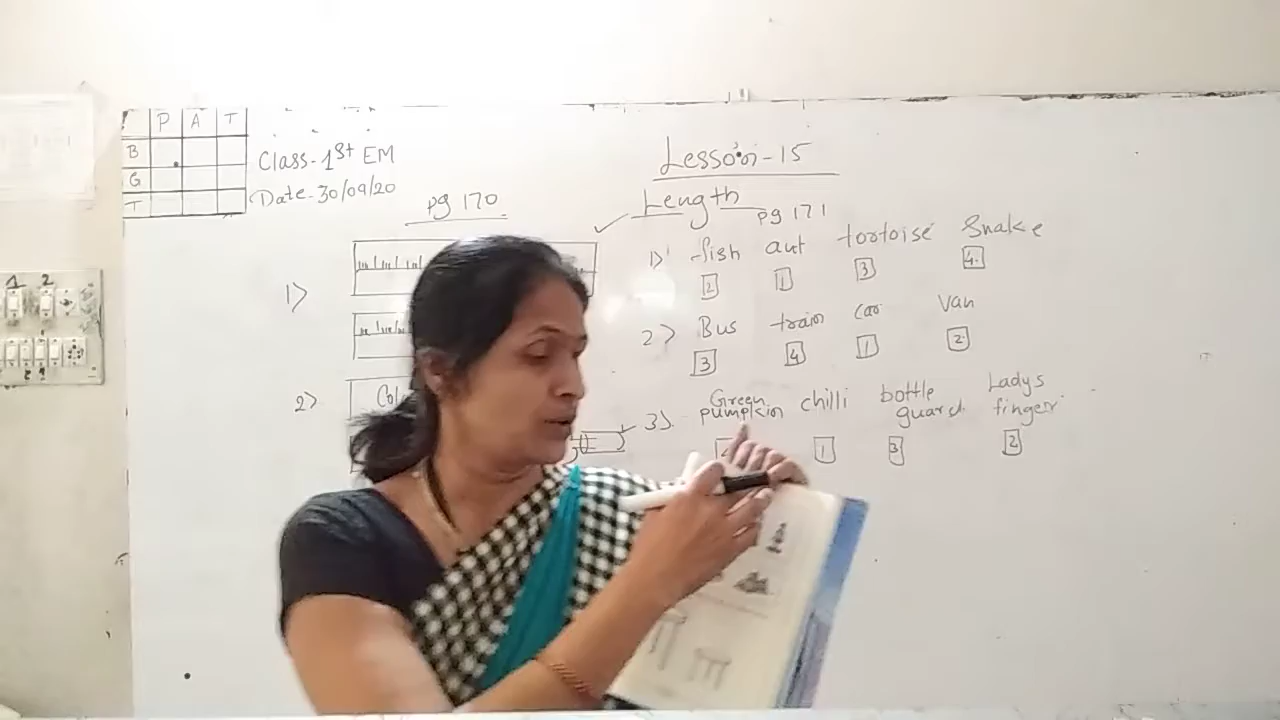 P A T
B
G
T
Class-1st EM
Date-30/09/20
pg 170
1>
2>
Lesson-15
Length
pg 171
1> fish ant tortoise Snake
2 1 3 4
2> Bus train car Van
3 4 1 2
3> Green pumpkin chilli bottle guard Ladys finger
1 3 2
1 2